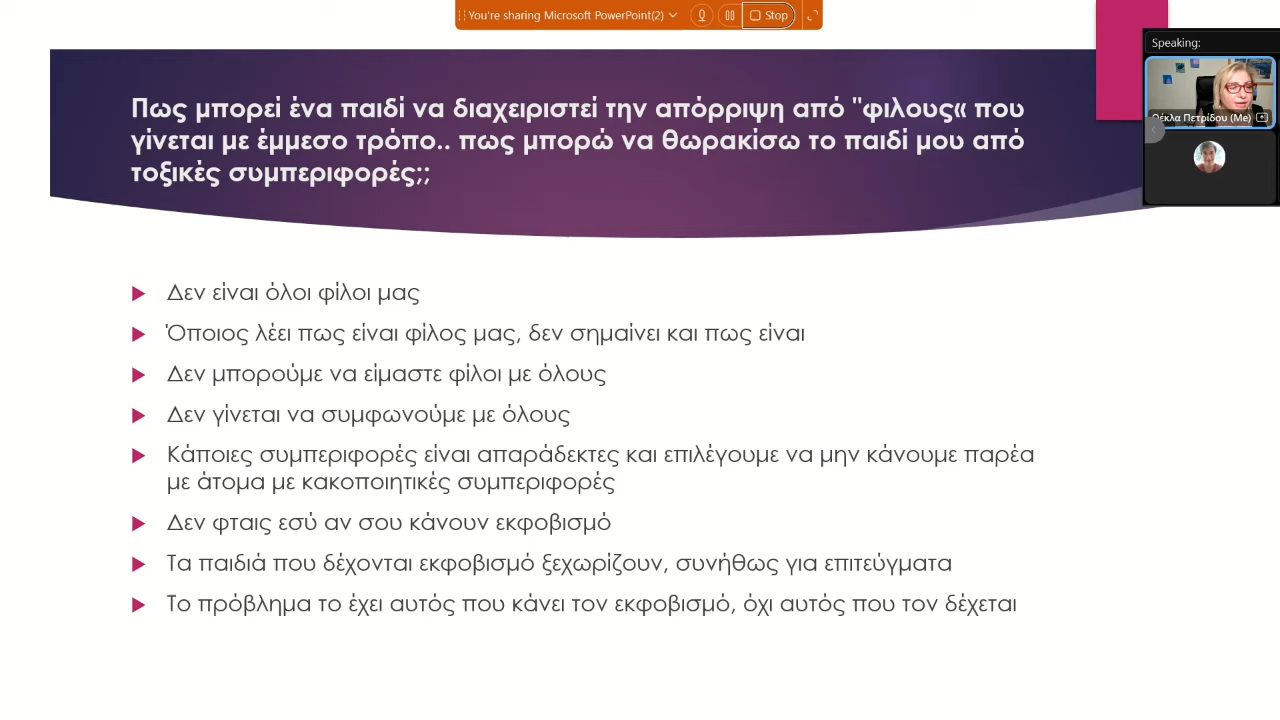 You're sharing Microsoft PowerPoint(2)
Stop
Speaking:
Θέκλα Πετρίδου (Me)
Πως μπορεί ένα παιδί να διαχειριστεί την απόρριψη από "φιλους« που
γίνεται με έμμεσο τρόπο.. πως μπορώ να θωρακίσω το παιδί μου από
τοξικές συμπεριφορές;;
Δεν είναι όλοι φίλοι μας
Όποιος λέει πως είναι φίλος μας, δεν σημαίνει και πως είναι
Δεν μπορούμε να είμαστε φίλοι με όλους
Δεν γίνεται να συμφωνούμε με όλους
Κάποιες συμπεριφορές είναι απαράδεκτες και επιλέγουμε να μην κάνουμε παρέα
με άτομα με κακοποιητικές συμπεριφορές
Δεν φταις εσύ αν σου κάνουν εκφοβισμό
Τα παιδιά που δέχονται εκφοβισμό ξεχωρίζουν, συνήθως για επιτεύγματα
Το πρόβλημα το έχει αυτός που κάνει τον εκφοβισμό, όχι αυτός που τον δέχεται